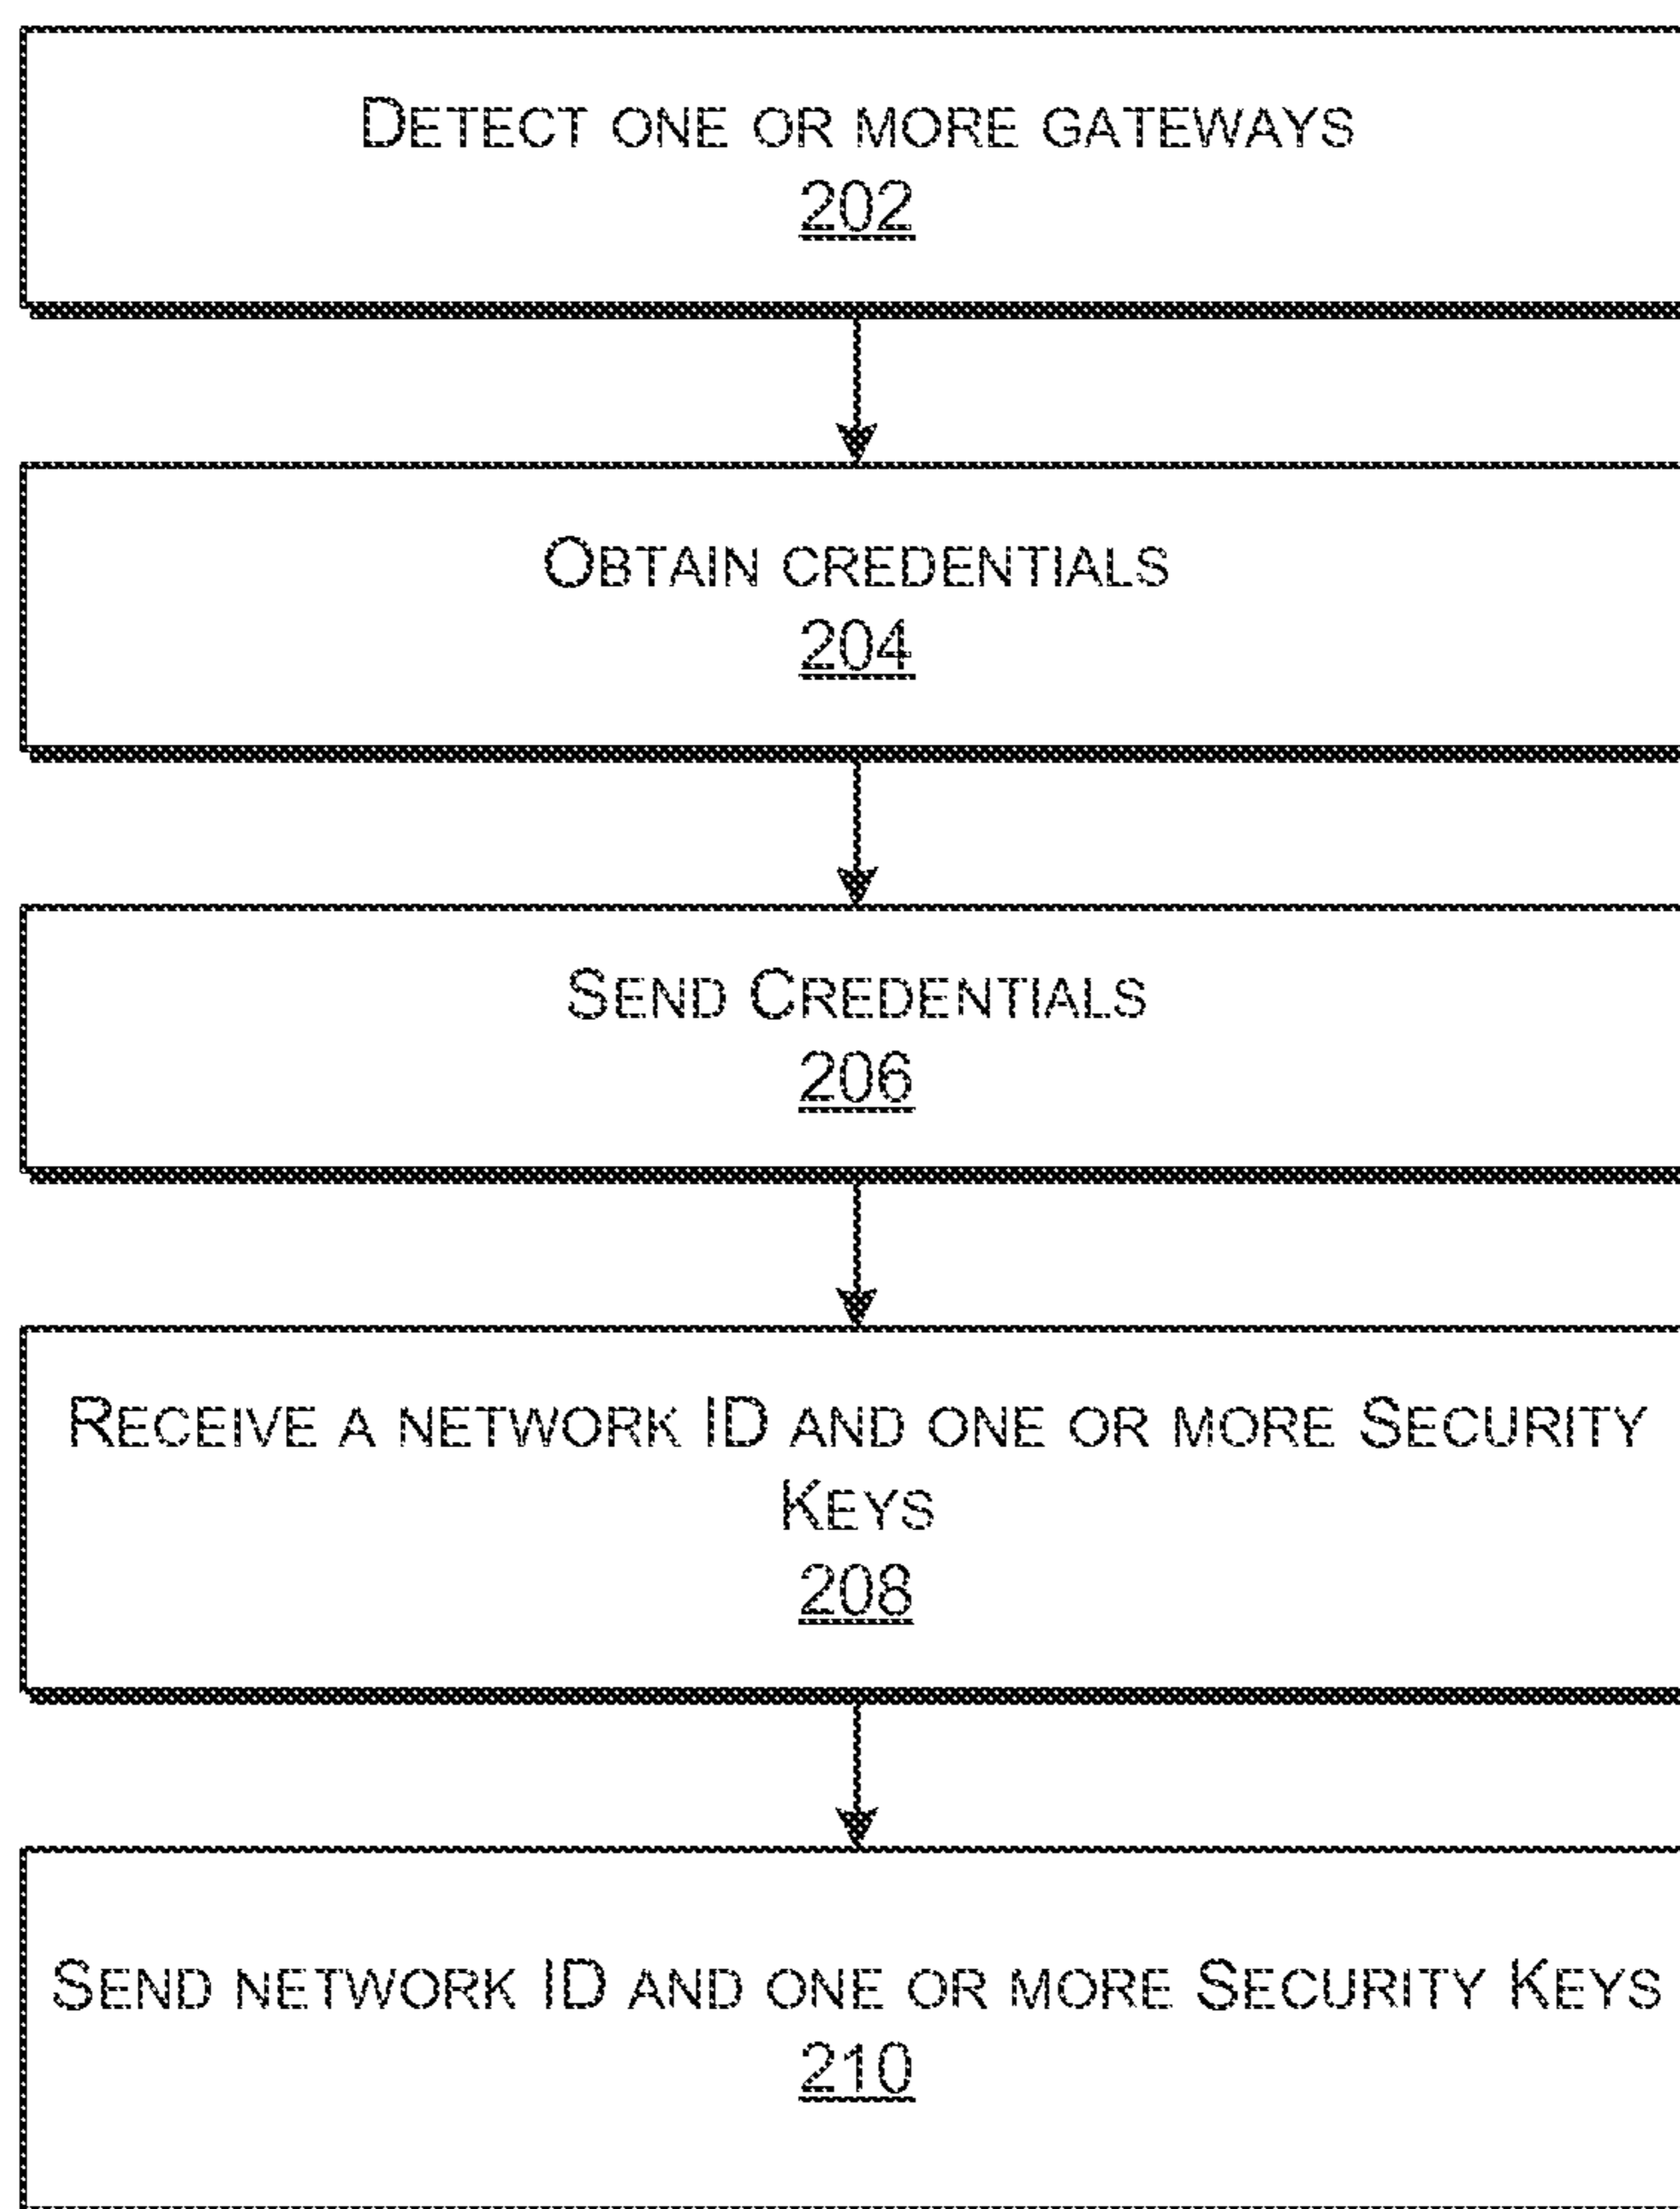 DETECT ONE OR MORE GATEWAYS
202
OBTAIN CREDENTIALS
204
SEND CREDENTIALS
206
RECEIVE A NETWORK ID AND ONE OR MORE SECURITY
KEYS
208
SEND NETWORK ID AND ONE OR MORE SECURITY KEYS
210